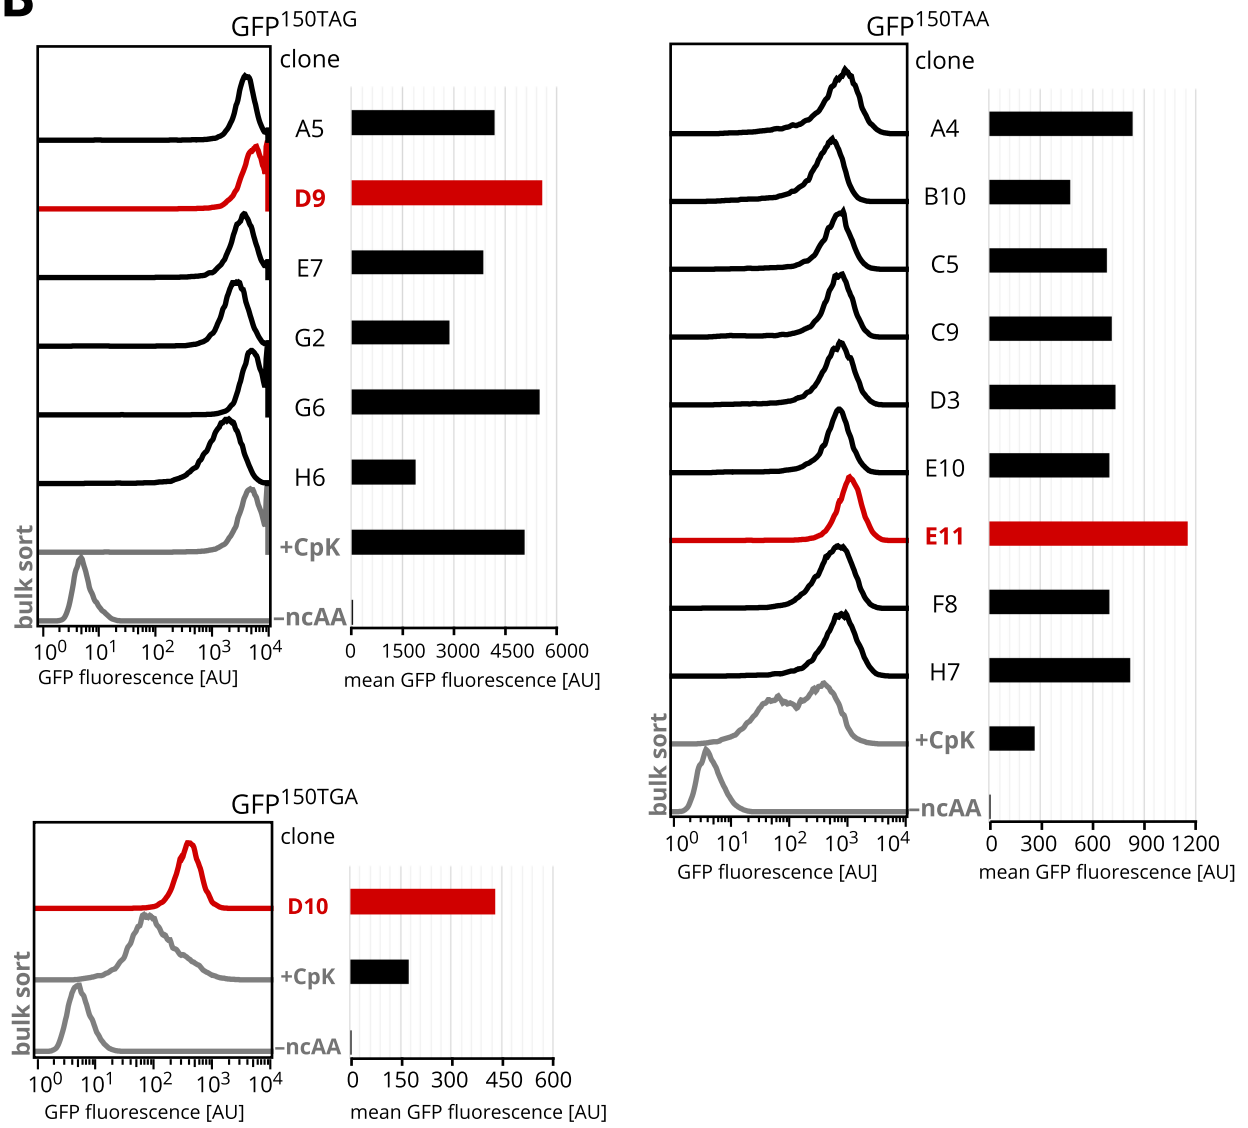 B
GFP150TAG
clone
A5
D9
E7
G2
G6
H6
+CpK
–ncAA
bulk sort
10^0 10^1 10^2 10^3 10^4
GFP fluorescence [AU]
0 1500 3000 4500 6000
mean GFP fluorescence [AU]
GFP150TGA
clone
D10
+CpK
–ncAA
bulk sort
10^0 10^1 10^2 10^3 10^4
GFP fluorescence [AU]
0 150 300 450 600
mean GFP fluorescence [AU]
GFP150TAA
clone
A4
B10
C5
C9
D3
E10
E11
F8
H7
+CpK
–ncAA
bulk sort
10^0 10^1 10^2 10^3 10^4
GFP fluorescence [AU]
0 300 600 900 1200
mean GFP fluorescence [AU]